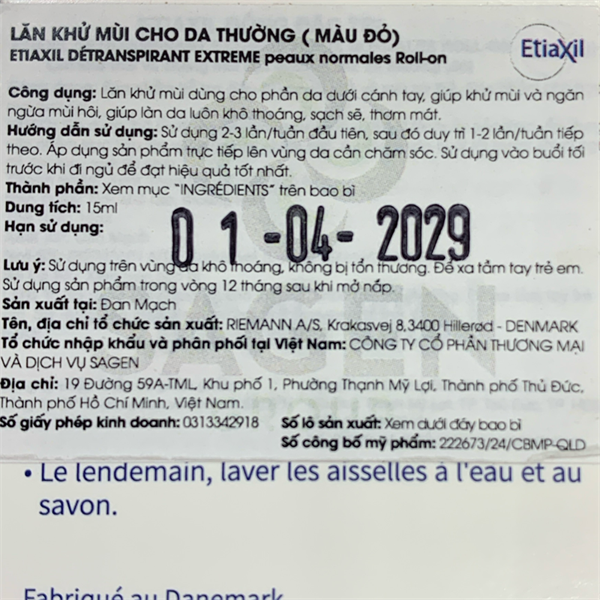 LĂN KHỬ MÙI CHO DA THƯỜNG ( MÀU ĐỎ)
ETIAXIL DÉTRANSPIRANT EXTREME peaux normales Roll-on
EtiaXil
Công dụng: Lăn khử mùi dùng cho phần da dưới cánh tay, giúp khử mùi và ngăn
ngừa mùi hôi, giúp làn da luôn khô thoáng, sạch sẽ, thơm mát.
Hướng dẫn sử dụng: Sử dụng 2-3 lần/tuần đầu tiên, sau đó duy trì 1-2 lần/tuần tiếp
theo. Áp dụng sản phẩm trực tiếp lên vùng da cần chăm sóc. Sử dụng vào buổi tối
trước khi đi ngủ để đạt hiệu quả tốt nhất.
Thành phần: Xem mục "INGRÉDIENTS" trên bao bì
Dung tích: 15ml
Hạn sử dụng: 01-04-2029
Lưu ý: Sử dụng trên vùng da khô thoáng, không bị tổn thương. Để xa tầm tay trẻ em.
Sử dụng sản phẩm trong vòng 12 tháng sau khi mở nắp.
Sản xuất tại: Đan Mạch
Tên, địa chỉ tổ chức sản xuất: RIEMANN A/S, Krakasvej 8,3400 Hillerød - DENMARK
Tổ chức nhập khẩu và phân phối tại Việt Nam: CÔNG TY CỔ PHẦN THƯƠNG MẠI
VÀ DỊCH VỤ SAGEN
SAGEN
Địa chỉ: 19 Đường 59A-TML, Khu phố 1, Phường Thạnh Mỹ Lợi, Thành phố Thủ Đức,
Thành phố Hồ Chí Minh, Việt Nam.
Số giấy phép kinh doanh: 0313342918
Số lô sản xuất: Xem dưới đáy bao bì
Số công bố mỹ phẩm: 222673/24/CBMP-QLD
• Le lendemain, laver les aisselles à l'eau et au
savon.
Fabriqué au Danemark